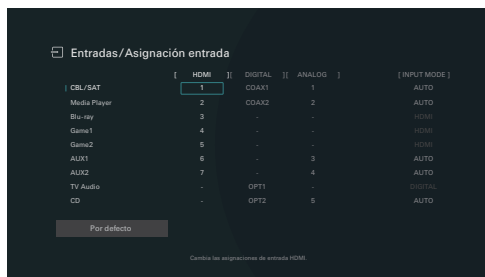 Entradas/Asignación entrada
[ HDMI ][ DIGITAL ][ ANALOG ] [ INPUT MODE ]
CBL/SAT 1 COAX1 1 AUTO
Media Player 2 COAX2 2 AUTO
Blu-ray 3 - - HDMI
Game1 4 - - HDMI
Game2 5 - - HDMI
AUX1 6 - 3 AUTO
AUX2 7 - 4 AUTO
TV Audio - OPT1 - DIGITAL
CD - OPT2 5 AUTO
Por defecto
Cambia las asignaciones de entrada HDMI.